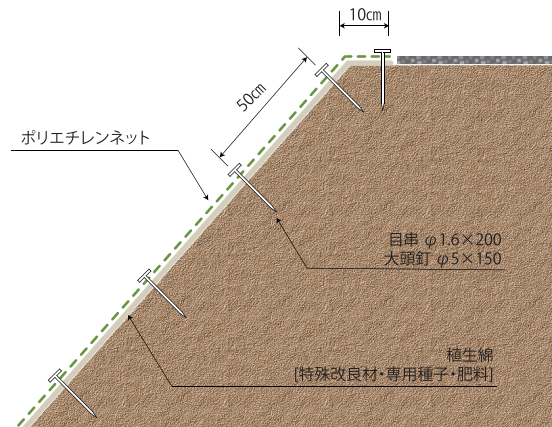 10㎝
50㎝
ポリエチレンネット
目串 φ1.6×200
大頭釘 φ5×150
植生綿
[特殊改良材・専用種子・肥料]